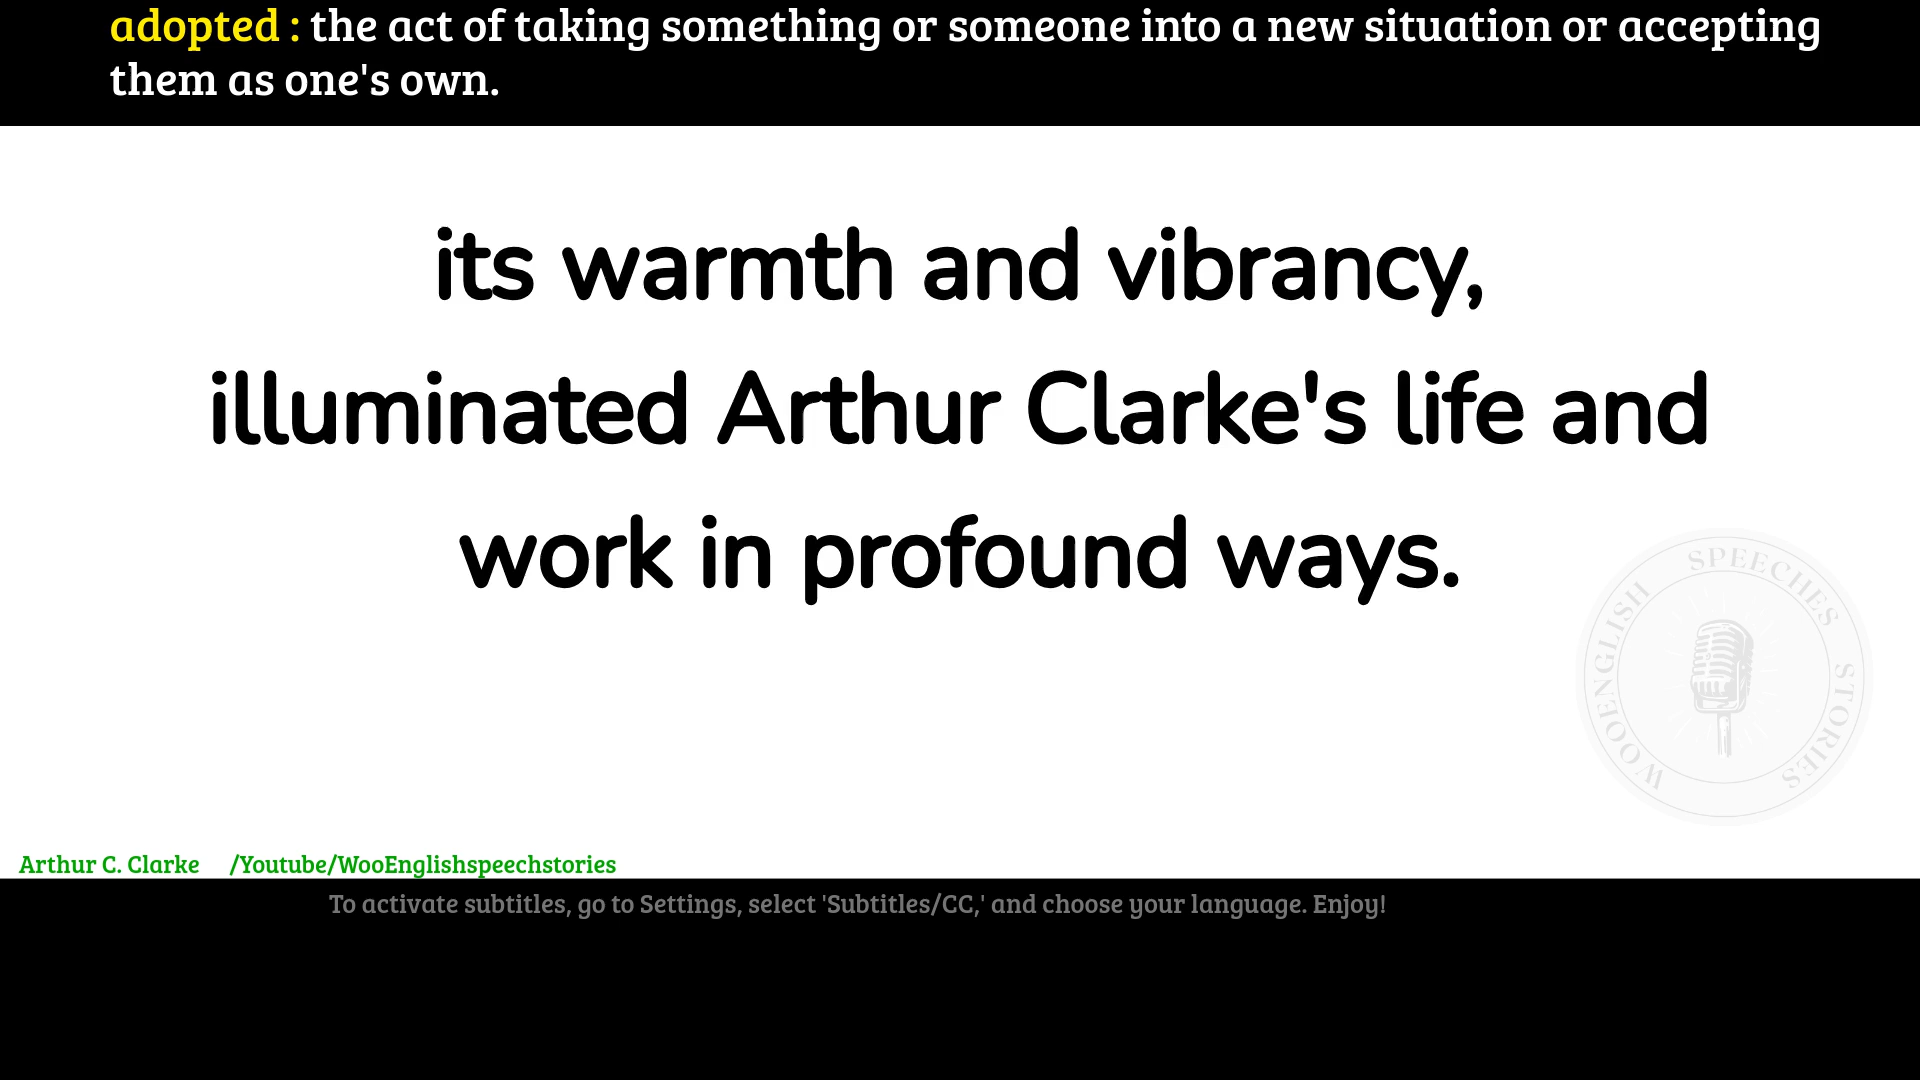 adopted : the act of taking something or someone into a new situation or accepting
them as one's own.
its warmth and vibrancy,
illuminated Arthur Clarke's life and
work in profound ways.
WOOENGLISH SPEECHES STORIES
Arthur C. Clarke /Youtube/WooEnglishspeechstories
To activate subtitles, go to Settings, select 'Subtitles/CC,' and choose your language. Enjoy!